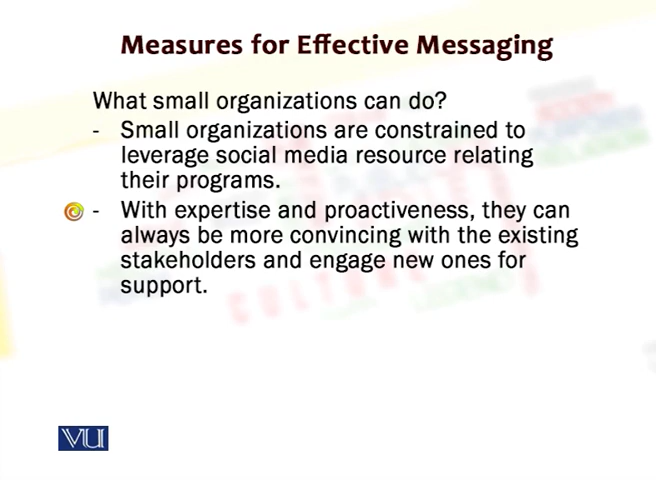 Measures for Effective Messaging
What small organizations can do?
- Small organizations are constrained to
leverage social media resource relating
their programs.
- With expertise and proactiveness, they can
always be more convincing with the existing
stakeholders and engage new ones for
support.
CULTURE
VU